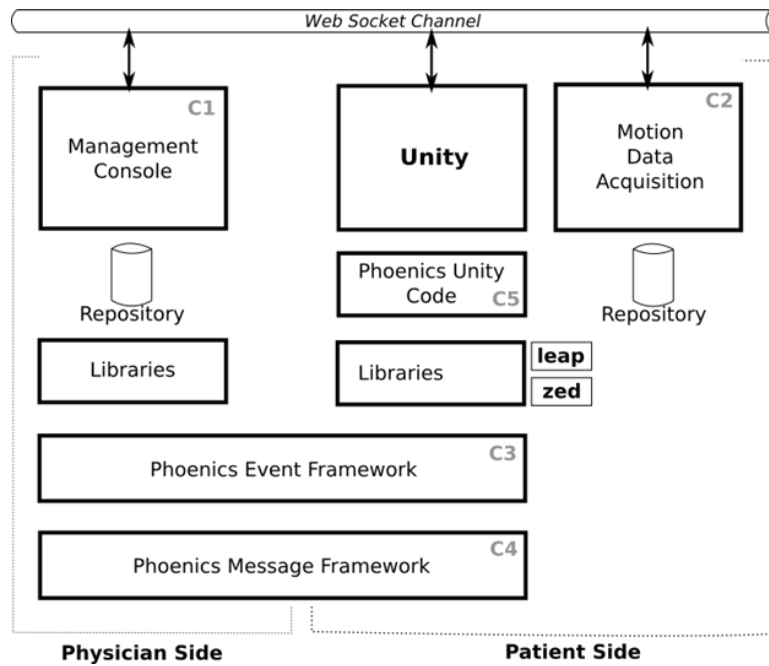 Web Socket Channel
C1
Management
Console
Unity
C2
Motion
Data
Acquisition
Repository
Phoenics Unity
Code
C5
Repository
Libraries
Libraries
leap
zed
C3
Phoenics Event Framework
C4
Phoenics Message Framework
Physician Side
Patient Side